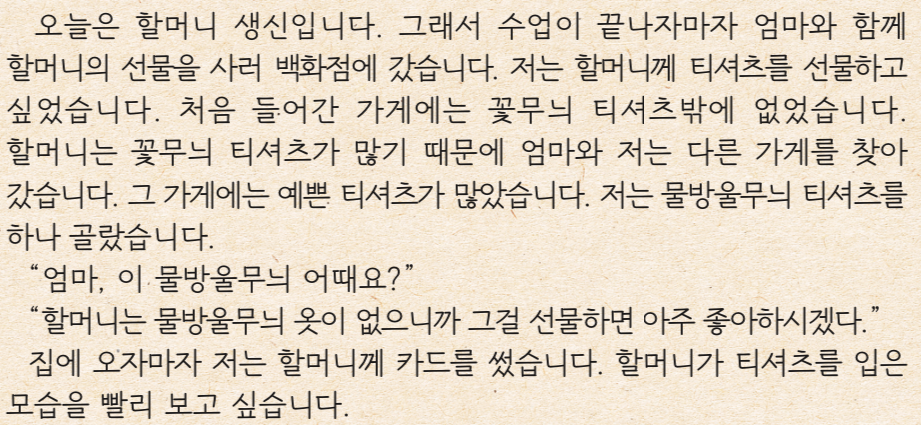 오늘은 할머니 생신입니다. 그래서 수업이 끝나자마자 엄마와 함께
할머니의 선물을 사러 백화점에 갔습니다. 저는 할머니께 티셔츠를 선물하고
싶었습니다. 처음 들어간 가게에는 꽃무늬 티셔츠밖에 없었습니다.
할머니는 꽃무늬 티셔츠가 많기 때문에 엄마와 저는 다른 가게를 찾아
갔습니다. 그 가게에는 예쁜 티셔츠가 많았습니다. 저는 물방울무늬 티셔츠를
하나 골랐습니다.
“엄마, 이 물방울무늬 어때요?”
“할머니는 물방울무늬 옷이 없으니까 그걸 선물하면 아주 좋아하시겠다.”
집에 오자마자 저는 할머니께 카드를 썼습니다. 할머니가 티셔츠를 입은
모습을 빨리 보고 싶습니다.